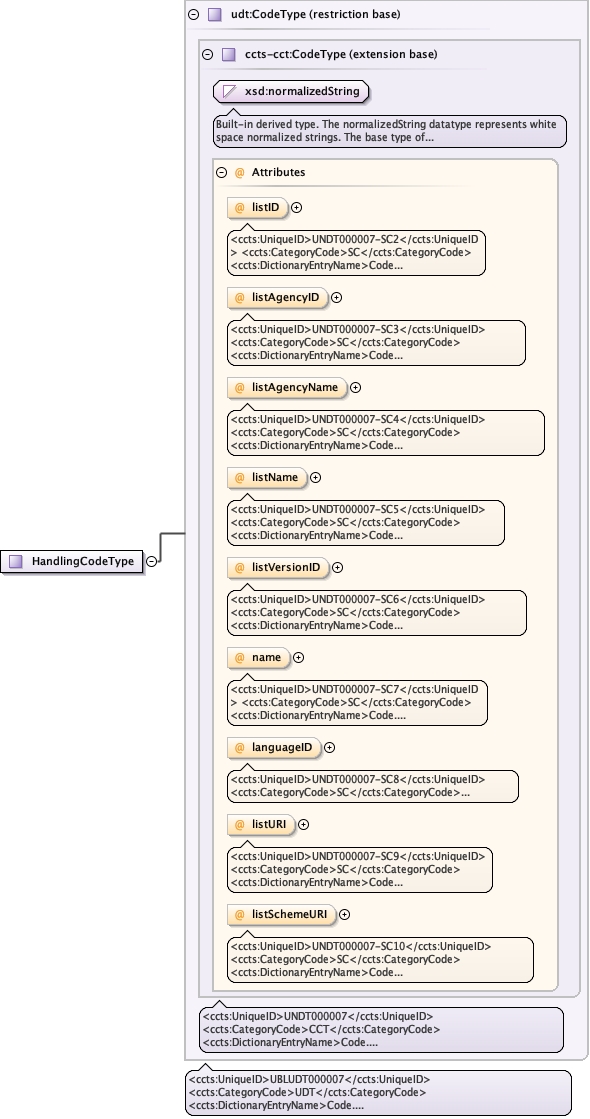 udt:CodeType (restriction base)
ccts-cct:CodeType (extension base)
xsd:normalizedString
Built-in derived type. The normalizedString datatype represents white
space normalized strings. The base type of...
@ Attributes
@ listID
<ccts:UniqueID>UNDT000007-SC2</ccts:UniqueID
> <ccts:CategoryCode>SC</ccts:CategoryCode>
<ccts:DictionaryEntryName>Code...
@ listAgencyID
<ccts:UniqueID>UNDT000007-SC3</ccts:UniqueID>
<ccts:CategoryCode>SC</ccts:CategoryCode>
<ccts:DictionaryEntryName>Code...
@ listAgencyName
<ccts:UniqueID>UNDT000007-SC4</ccts:UniqueID>
<ccts:CategoryCode>SC</ccts:CategoryCode>
<ccts:DictionaryEntryName>Code...
@ listName
<ccts:UniqueID>UNDT000007-SC5</ccts:UniqueID>
<ccts:CategoryCode>SC</ccts:CategoryCode>
<ccts:DictionaryEntryName>Code...
HandlingCodeType
@ listVersionID
<ccts:UniqueID>UNDT000007-SC6</ccts:UniqueID>
<ccts:CategoryCode>SC</ccts:CategoryCode>
<ccts:DictionaryEntryName>Code...
@ name
<ccts:UniqueID>UNDT000007-SC7</ccts:UniqueID
> <ccts:CategoryCode>SC</ccts:CategoryCode>
<ccts:DictionaryEntryName>Code....
@ languageID
<ccts:UniqueID>UNDT000007-SC8</ccts:UniqueID>
<ccts:CategoryCode>SC</ccts:CategoryCode>...
@ listURI
<ccts:UniqueID>UNDT000007-SC9</ccts:UniqueID>
<ccts:CategoryCode>SC</ccts:CategoryCode>
<ccts:DictionaryEntryName>Code...
@ listSchemeURI
<ccts:UniqueID>UNDT000007-SC10</ccts:UniqueID>
<ccts:CategoryCode>SC</ccts:CategoryCode>
<ccts:DictionaryEntryName>Code...
<ccts:UniqueID>UNDT000007</ccts:UniqueID>
<ccts:CategoryCode>CCT</ccts:CategoryCode>
<ccts:DictionaryEntryName>Code....
<ccts:UniqueID>UBLUDT000007</ccts:UniqueID>
<ccts:CategoryCode>UDT</ccts:CategoryCode>
<ccts:DictionaryEntryName>Code....